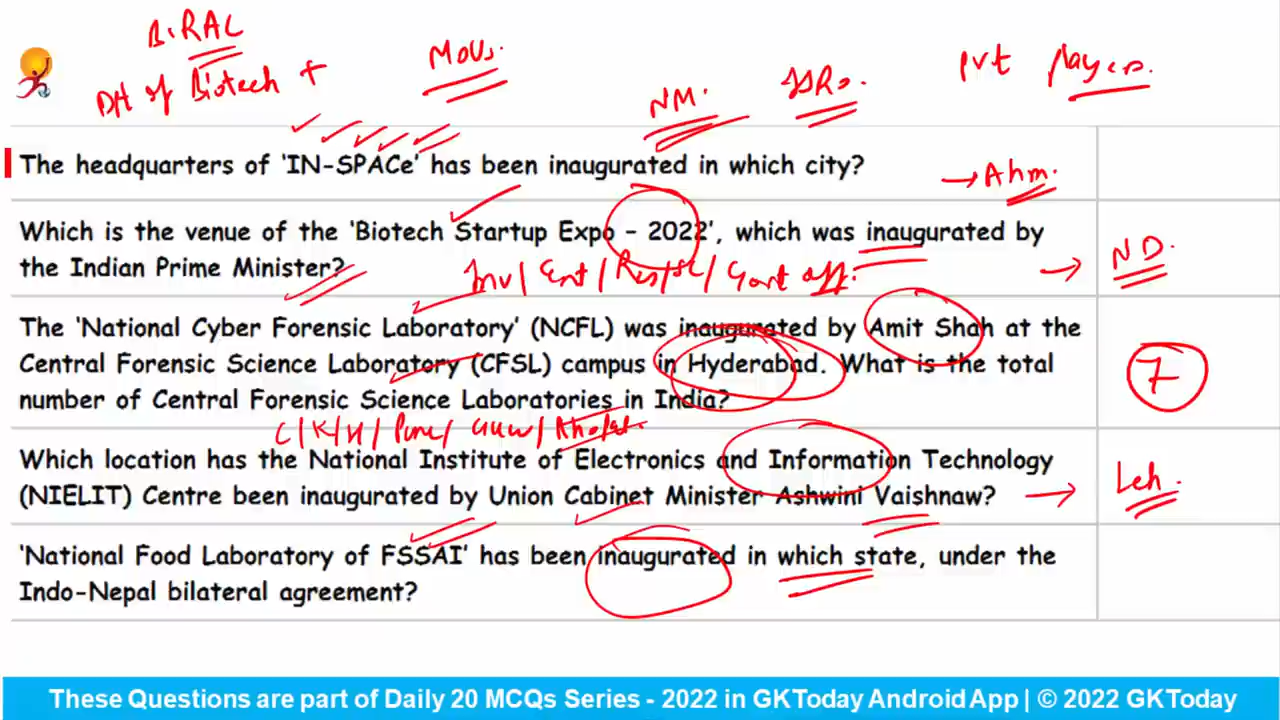 BIRAC
MOUs.
Pvt players.
of Biotech +
NM.
ISRO.
The headquarters of 'IN-SPACe' has been inaugurated in which city?
→ Ahm.
Which is the venue of the 'Biotech Startup Expo - 2022', which was inaugurated by
the Indian Prime Minister?
→ ND.
Inv/ Ent/ Res/ Govt off.
The 'National Cyber Forensic Laboratory' (NCFL) was inaugurated by Amit Shah at the
Central Forensic Science Laboratory (CFSL) campus in Hyderabad. What is the total
7
number of Central Forensic Science Laboratories in India?
C/K/H/ Pune/ Guw/
Which location has the National Institute of Electronics and Information Technology
(NIELIT) Centre been inaugurated by Union Cabinet Minister Ashwini Vaishnaw?
→ Leh.
'National Food Laboratory of FSSAI' has been inaugurated in which state, under the
Indo-Nepal bilateral agreement?
These Questions are part of Daily 20 MCQs Series - 2022 in GKToday Android App | © 2022 GKToday